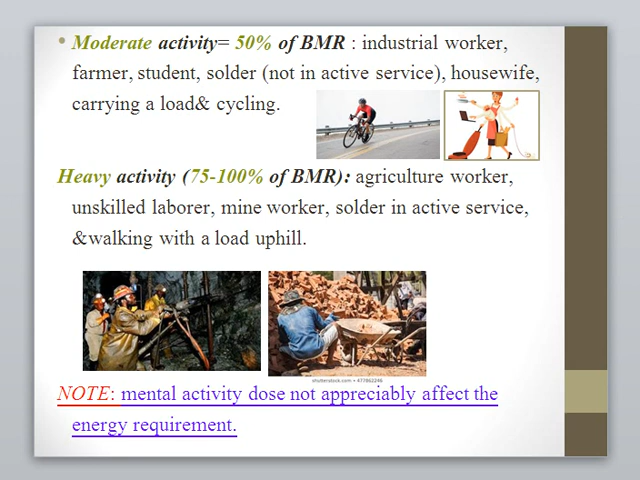 • Moderate activity= 50% of BMR : industrial worker,
farmer, student, solder (not in active service), housewife,
carrying a load& cycling.
Heavy activity (75-100% of BMR): agriculture worker,
unskilled laborer, mine worker, solder in active service,
&walking with a load uphill.
shutterstock.com • 477862246
NOTE: mental activity dose not appreciably affect the
energy requirement.